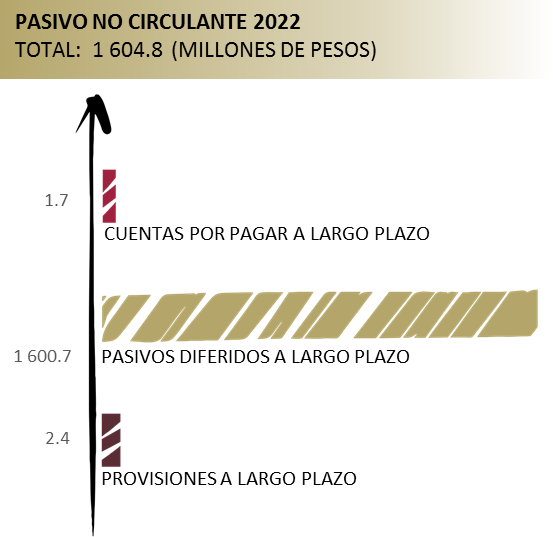 PASIVO NO CIRCULANTE 2022
TOTAL: 1 604.8 (MILLONES DE PESOS)
1.7
CUENTAS POR PAGAR A LARGO PLAZO
1 600.7
PASIVOS DIFERIDOS A LARGO PLAZO
2.4
PROVISIONES A LARGO PLAZO